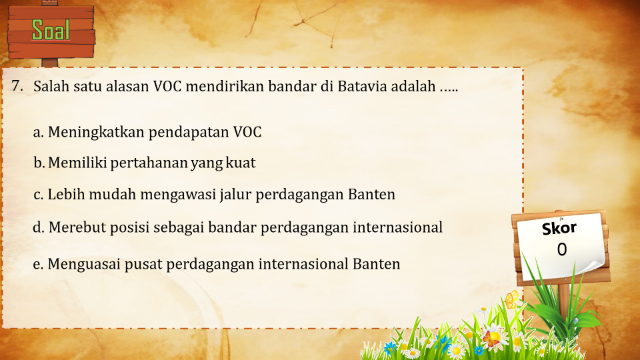 Soal
7. Salah satu alasan VOC mendirikan bandar di Batavia adalah .....
a. Meningkatkan pendapatan VOC
b. Memiliki pertahanan yang kuat
c. Lebih mudah mengawasi jalur perdagangan Banten
d. Merebut posisi sebagai bandar perdagangan internasional
e. Menguasai pusat perdagangan internasional Banten
Skor
0